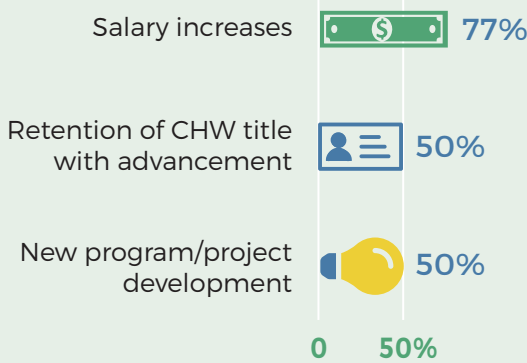 Salary increases
$
77%
Retention of CHW title
with advancement
50%
New program/project
development
50%
0 50%